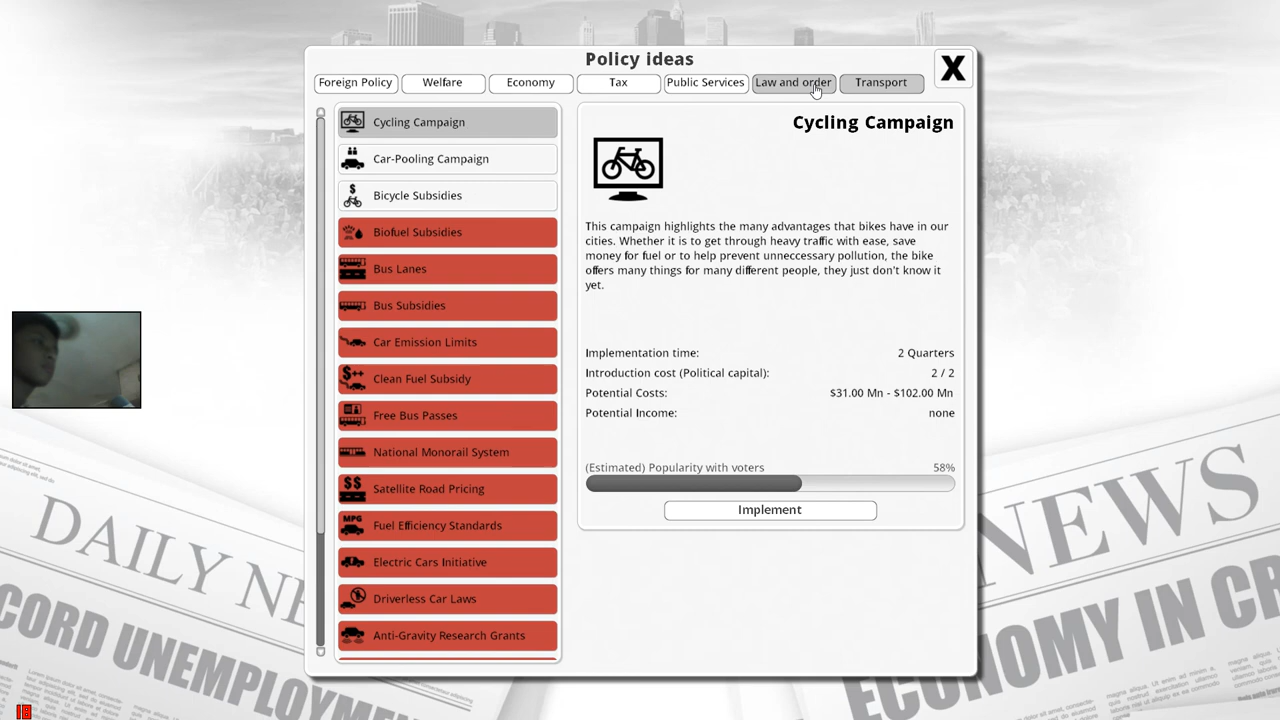 Policy ideas
X
Foreign Policy
Welfare
Economy
Tax
Public Services
Law and order
Transport
Cycling Campaign
Car-Pooling Campaign
Bicycle Subsidies
Biofuel Subsidies
Bus Lanes
Bus Subsidies
Car Emission Limits
Clean Fuel Subsidy
Free Bus Passes
National Monorail System
Satellite Road Pricing
Fuel Efficiency Standards
Electric Cars Initiative
Driverless Car Laws
Anti-Gravity Research Grants
Cycling Campaign
This campaign highlights the many advantages that bikes have in our
cities. Whether it is to get through heavy traffic with ease, save
money for fuel or to help prevent unneccessary pollution, the bike
offers many things for many different people, they just don't know it
yet.
Implementation time: 2 Quarters
Introduction cost (Political capital): 2 / 2
Potential Costs: $31.00 Mn - $102.00 Mn
Potential Income: none
(Estimated) Popularity with voters 58%
Implement
DAILY NE
CORD UNEMPLOYM
NEWS
ECONOMY IN CR
18